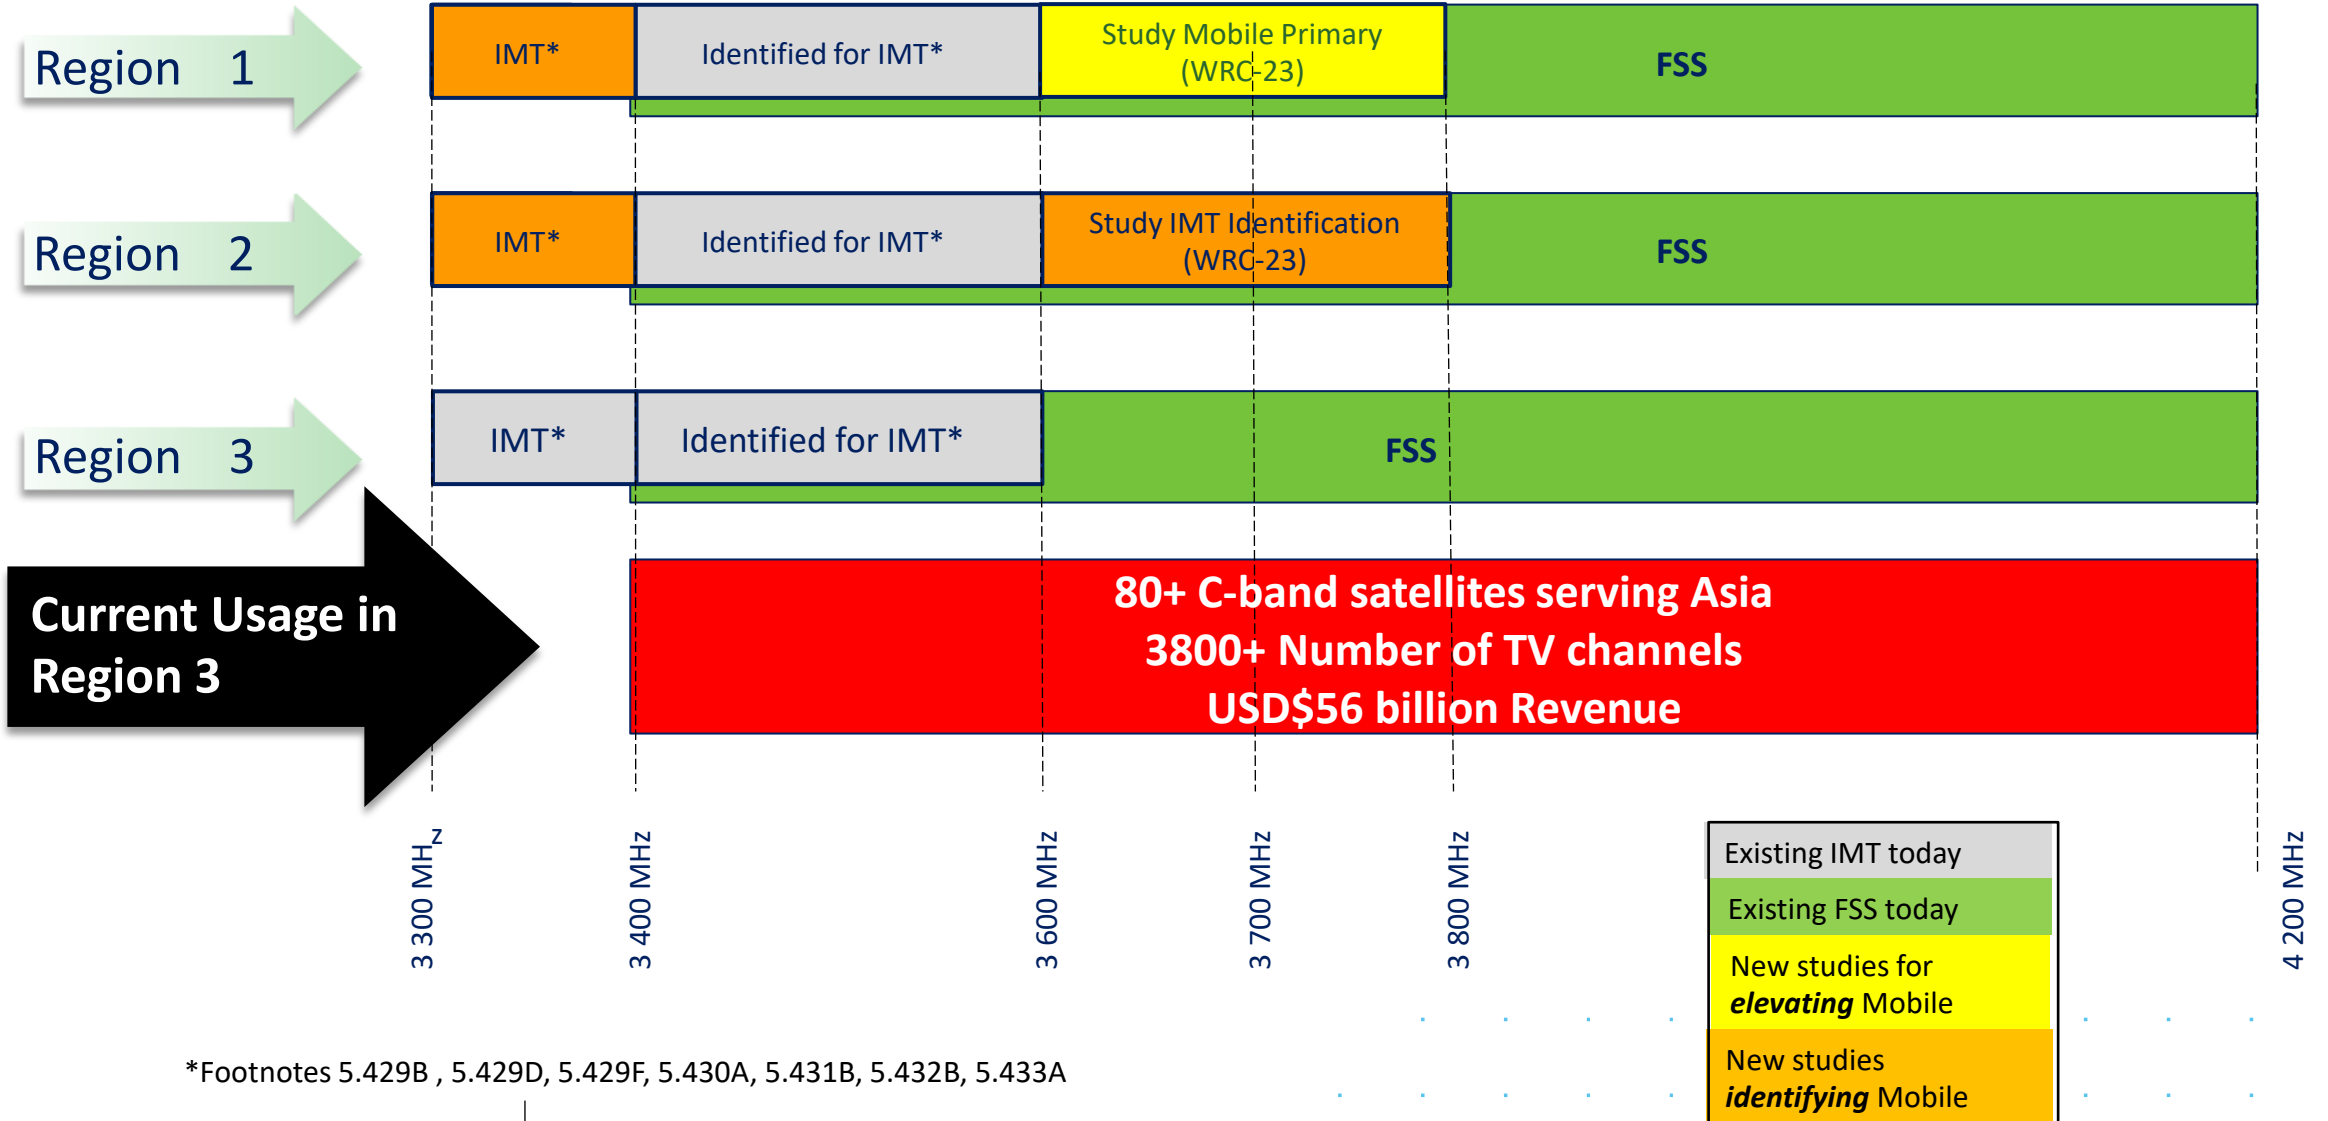 Region 1
IMT*
Identified for IMT*
Study Mobile Primary
(WRC-23)
FSS
Region 2
IMT*
Identified for IMT*
Study IMT Identification
(WRC-23)
FSS
Region 3
IMT*
Identified for IMT*
FSS
Current Usage in
Region 3
80+ C-band satellites serving Asia
3800+ Number of TV channels
USD$56 billion Revenue
3 300 MHz
3 400 MHz
3 600 MHz
3 700 MHz
3 800 MHz
4 200 MHz
Existing IMT today
Existing FSS today
New studies for
elevating Mobile
New studies
identifying Mobile
*Footnotes 5.429B , 5.429D, 5.429F, 5.430A, 5.431B, 5.432B, 5.433A